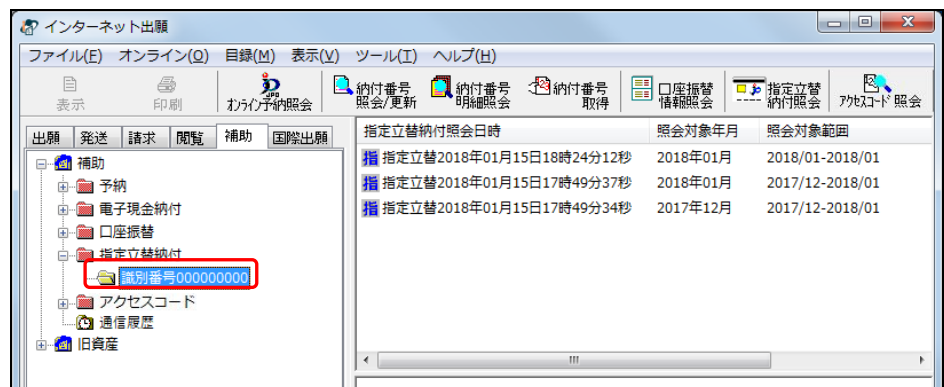 インターネット出願
ファイル(F) オンライン(O) 目録(M) 表示(V) ツール(T) ヘルプ(H)
表示 印刷 オンライン予納照会 納付番号照会/更新 納付番号明細照会 納付番号取得 口座振替情報照会 指定立替納付照会 アクセスコード照会
出願 発送 請求 閲覧 補助 国際出願
補助
予納
電子現金納付
口座振替
指定立替納付
識別番号000000000
アクセスコード
通信履歴
旧資産
指定立替納付照会日時 照会対象年月 照会対象範囲
指 指定立替2018年01月15日18時24分12秒 2018年01月 2018/01-2018/01
指 指定立替2018年01月15日17時49分37秒 2018年01月 2017/12-2018/01
指 指定立替2018年01月15日17時49分34秒 2017年12月 2017/12-2018/01